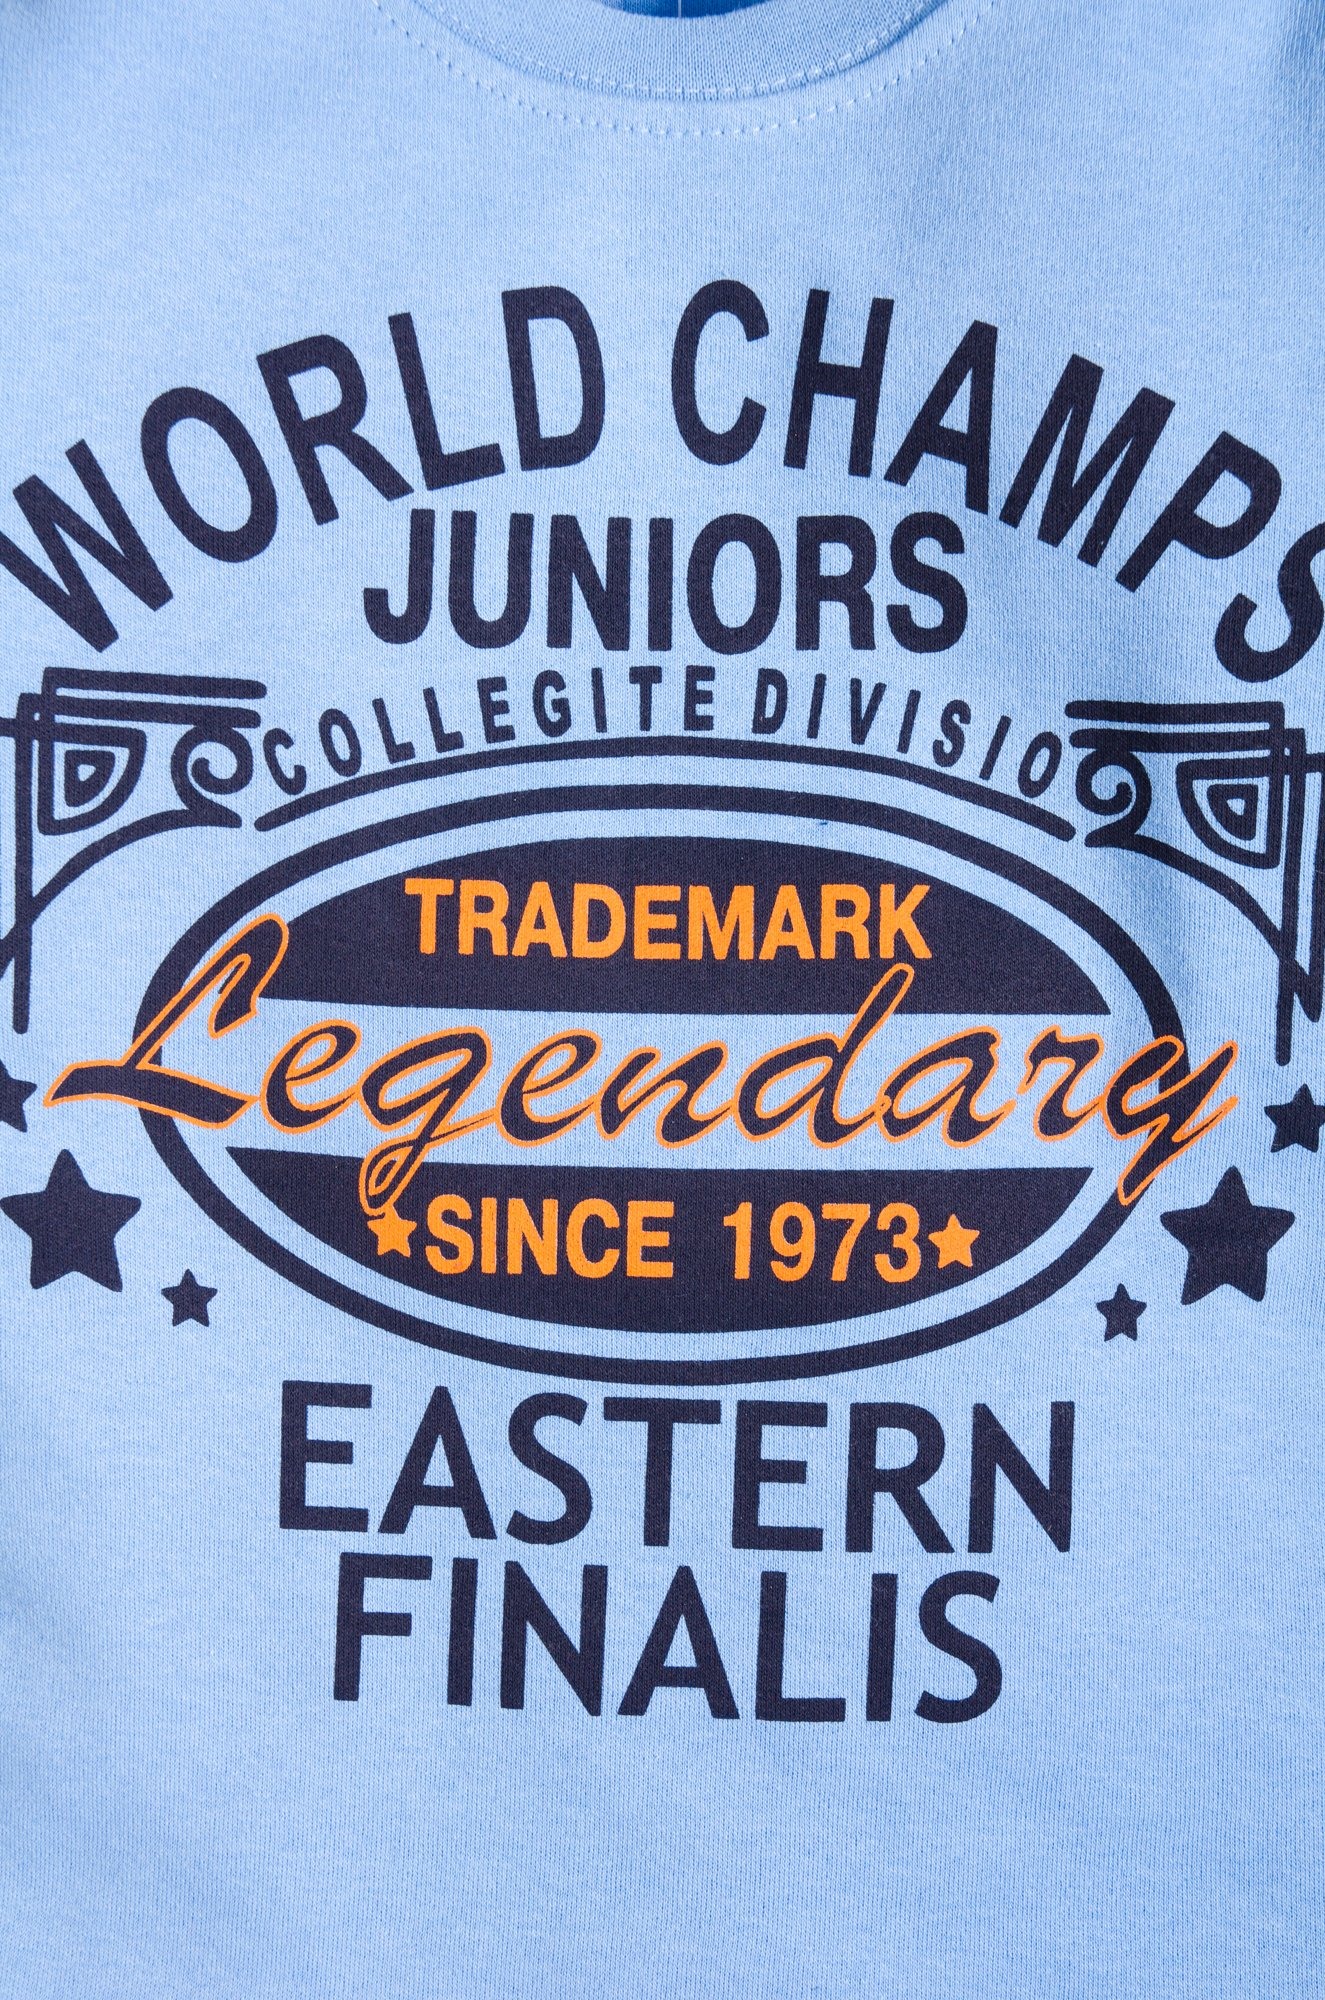 WORLD CHAMPS
JUNIORS
COLLEGITE DIVISIO
TRADEMARK
Legendary
SINCE 1973
EASTERN
FINALIS